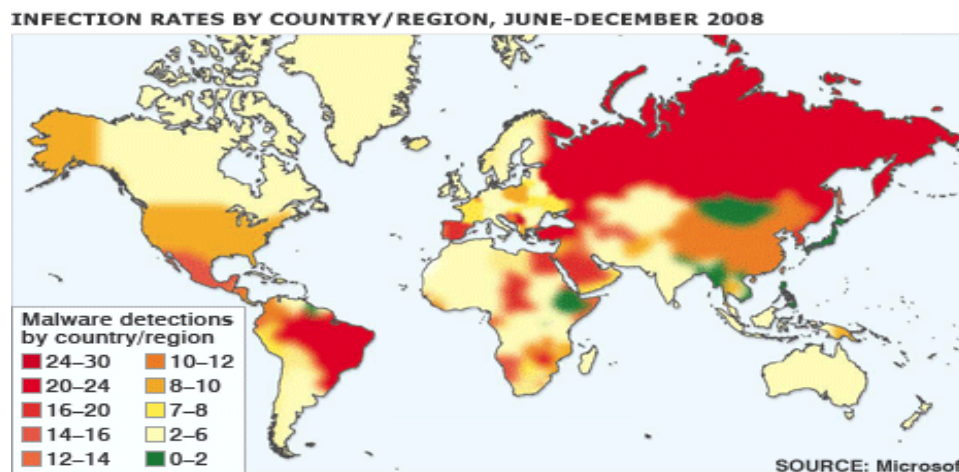 INFECTION RATES BY COUNTRY/REGION, JUNE-DECEMBER 2008
Malware detections
by country/region
24–30 10–12
20–24 8–10
16–20 7–8
14–16 2–6
12–14 0–2
SOURCE: Microsof